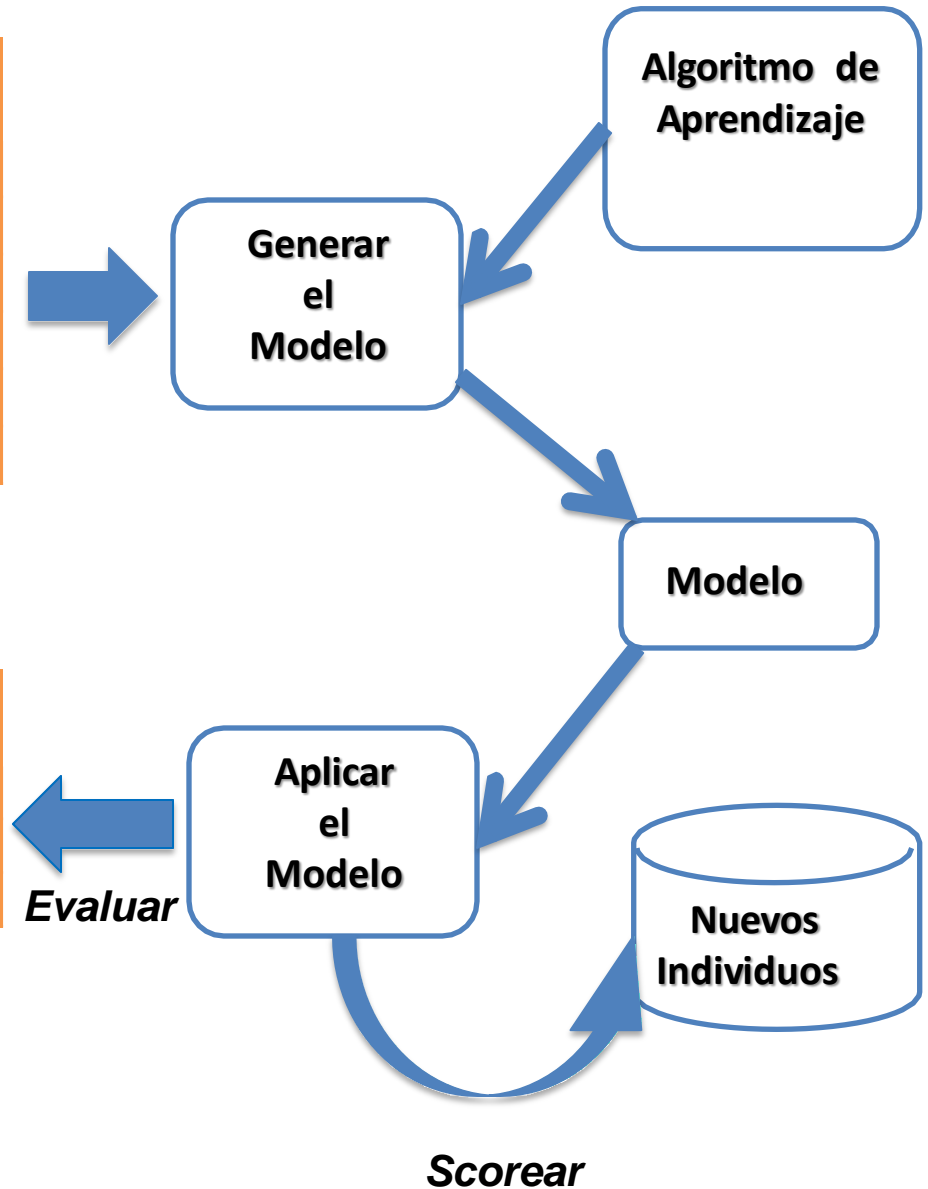 Algoritmo de
Aprendizaje
Generar
el
Modelo
Modelo
Aplicar
el
Modelo
Evaluar
Nuevos
Individuos
Scorear